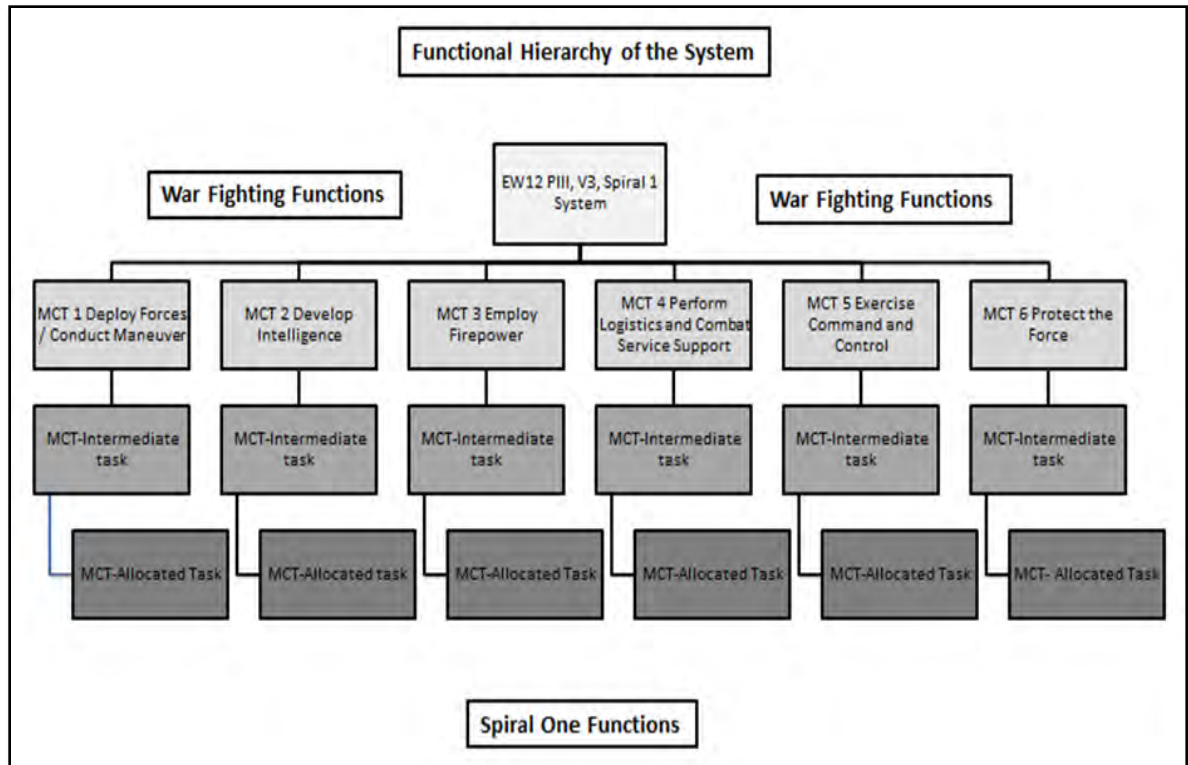 Functional Hierarchy of the System
EW12 PIII, V3, Spiral 1
System
War Fighting Functions
War Fighting Functions
MCT 1 Deploy Forces
/ Conduct Maneuver
MCT 2 Develop
Intelligence
MCT 3 Employ
Firepower
MCT 4 Perform
Logistics and Combat
Service Support
MCT 5 Exercise
Command and
Control
MCT 6 Protect the
Force
MCT-Intermediate
task
MCT-Intermediate
task
MCT-Intermediate
task
MCT-Intermediate
task
MCT-Intermediate
task
MCT-Intermediate
task
MCT-Allocated Task
MCT-Allocated task
MCT-Allocated Task
MCT-Allocated Task
MCT-Allocated Task
MCT- Allocated Task
Spiral One Functions